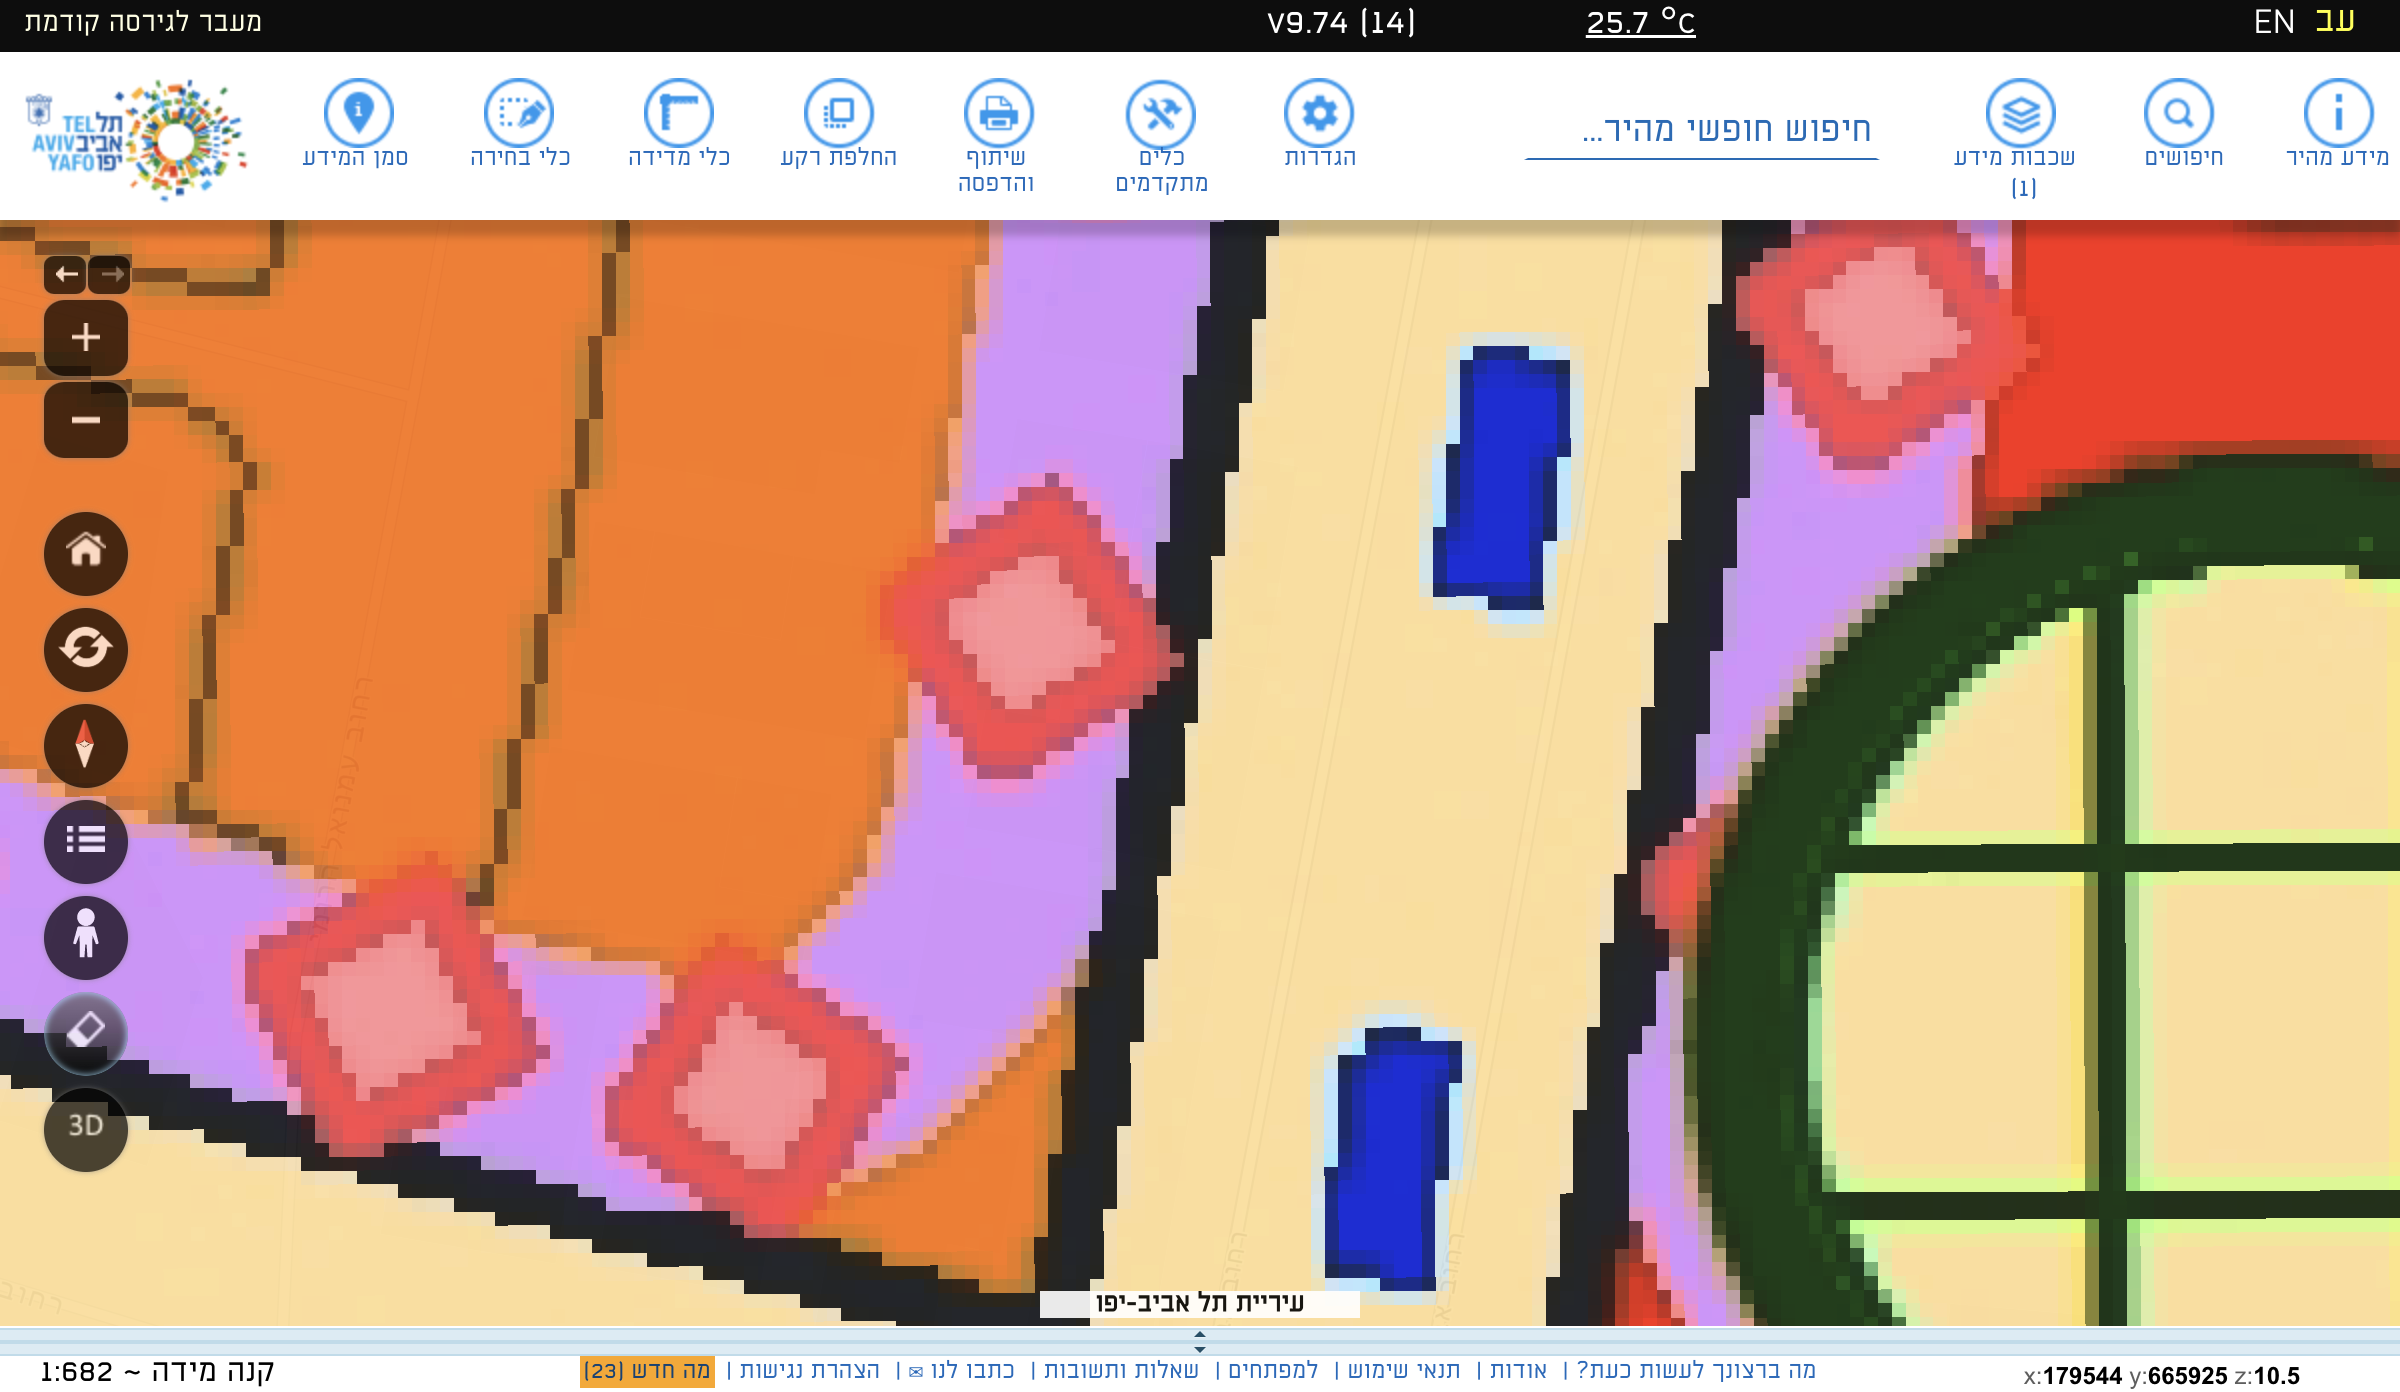 עב EN
25.7 °C
V9.74 (14)
מעבר לגירסה קודמת
מידע מהיר
חיפושים
שכבות מידע
(1)
חיפוש חופשי מהיר...
הגדרות
כלים
מתקדמים
שיתוף
והדפסה
החלפת רקע
כלי מדידה
כלי בחירה
סמן המידע
תל
אביב
יפו
TEL
AVIV
YAFO
3D
רחוב
רחוב
עיריית תל אביב-יפו
x:179544 y:665925 z:10.5
מה ברצונך לעשות כעת? | אודות | תנאי שימוש | למפתחים | שאלות ותשובות | כתבו לנו ✉ | הצהרת נגישות | מה חדש (23)
קנה מידה ~ 1:682